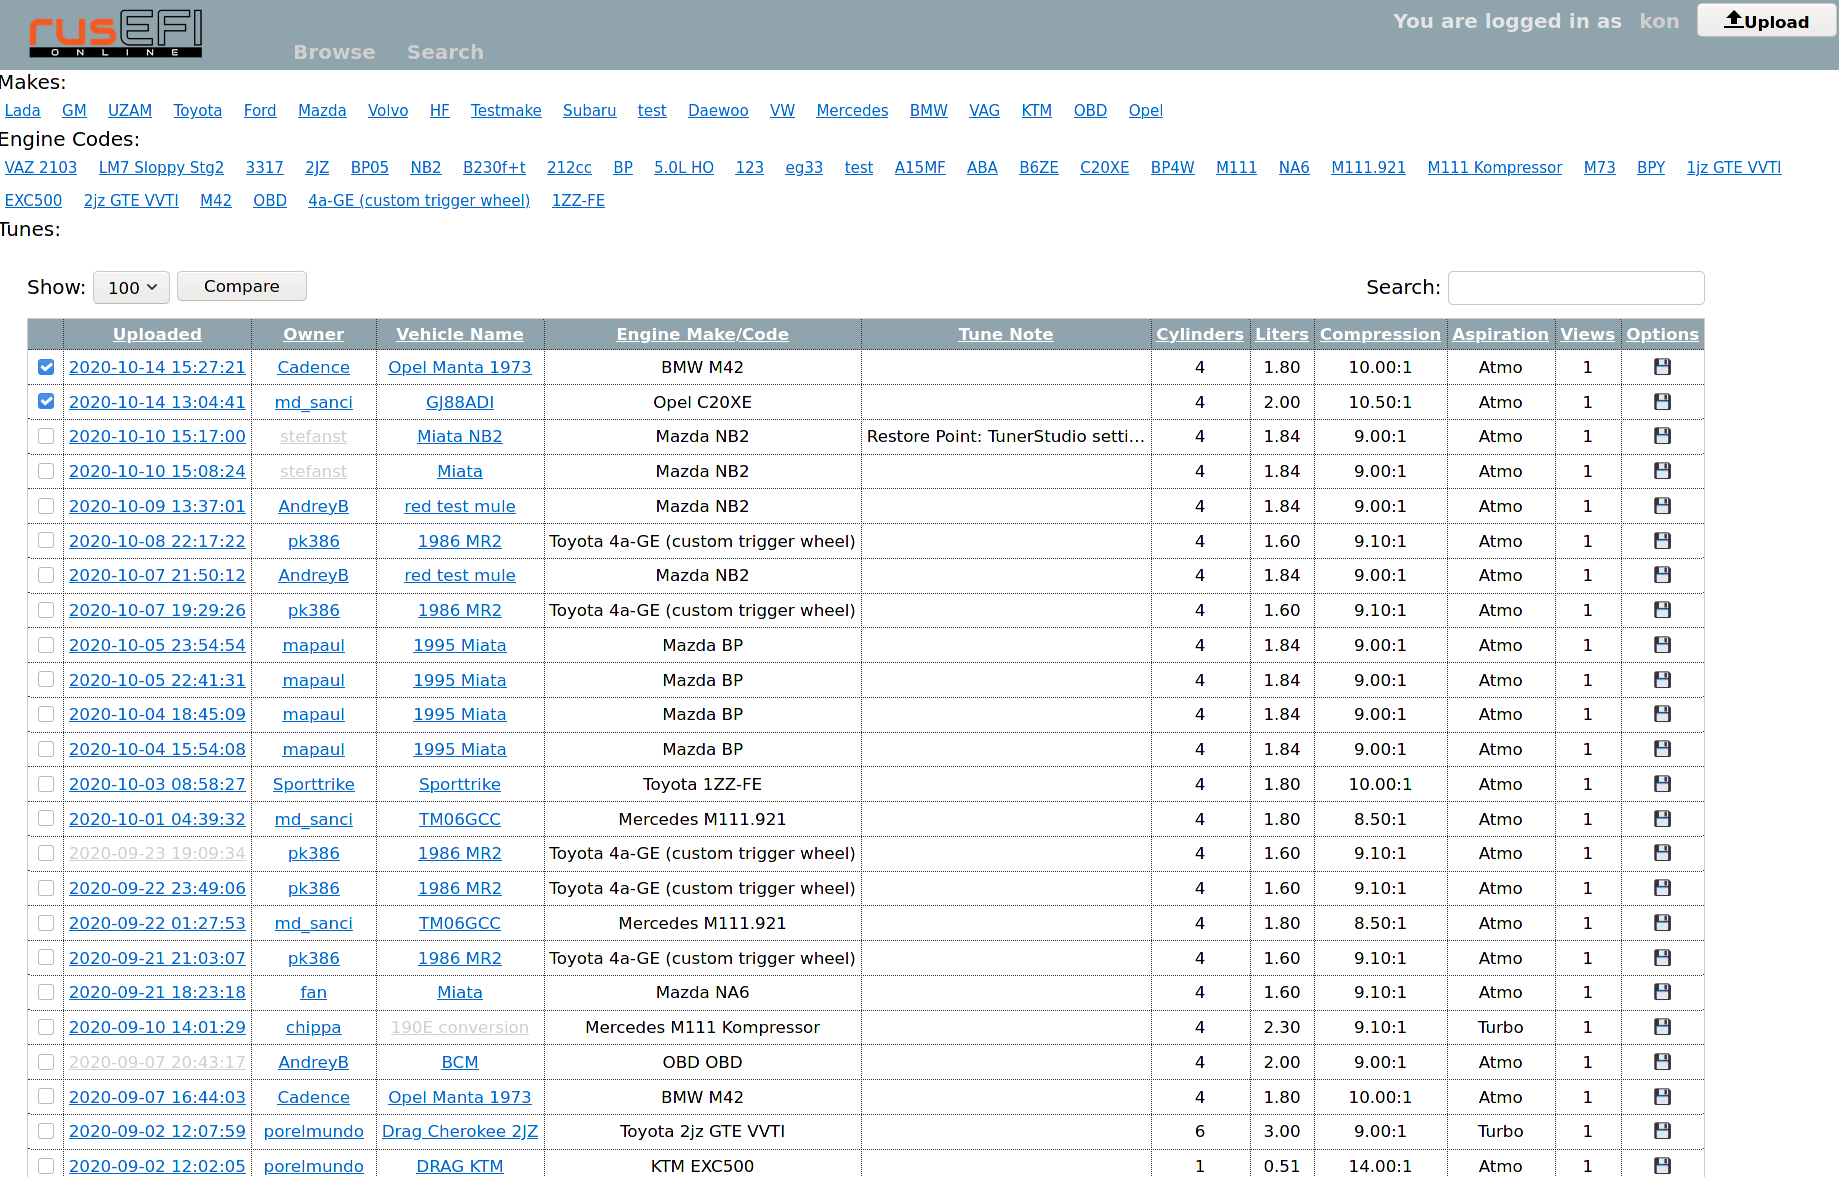 rusEFI
ONLINE
Browse Search
You are logged in as kon Upload
Makes:
Lada GM UZAM Toyota Ford Mazda Volvo HF Testmake Subaru test Daewoo VW Mercedes BMW VAG KTM OBD Opel
Engine Codes:
VAZ 2103 LM7 Sloppy Stg2 3317 2JZ BP05 NB2 B230f+t 212cc BP 5.0L HO 123 eg33 test A15MF ABA B6ZE C20XE BP4W M111 NA6 M111.921 M111 Kompressor M73 BPY 1jz GTE VVTI
EXC500 2jz GTE VVTI M42 OBD 4a-GE (custom trigger wheel) 1ZZ-FE
Tunes:
Show: 100 Compare Search:
Uploaded Owner Vehicle Name Engine Make/Code Tune Note Cylinders Liters Compression Aspiration Views Options
2020-10-14 15:27:21 Cadence Opel Manta 1973 BMW M42 4 1.80 10.00:1 Atmo 1
2020-10-14 13:04:41 md_sanci GJ88ADI Opel C20XE 4 2.00 10.50:1 Atmo 1
2020-10-10 15:17:00 stefanst Miata NB2 Mazda NB2 Restore Point: TunerStudio setti... 4 1.84 9.00:1 Atmo 1
2020-10-10 15:08:24 stefanst Miata Mazda NB2 4 1.84 9.00:1 Atmo 1
2020-10-09 13:37:01 AndreyB red test mule Mazda NB2 4 1.84 9.00:1 Atmo 1
2020-10-08 22:17:22 pk386 1986 MR2 Toyota 4a-GE (custom trigger wheel) 4 1.60 9.10:1 Atmo 1
2020-10-07 21:50:12 AndreyB red test mule Mazda NB2 4 1.84 9.00:1 Atmo 1
2020-10-07 19:29:26 pk386 1986 MR2 Toyota 4a-GE (custom trigger wheel) 4 1.60 9.10:1 Atmo 1
2020-10-05 23:54:54 mapaul 1995 Miata Mazda BP 4 1.84 9.00:1 Atmo 1
2020-10-05 22:41:31 mapaul 1995 Miata Mazda BP 4 1.84 9.00:1 Atmo 1
2020-10-04 18:45:09 mapaul 1995 Miata Mazda BP 4 1.84 9.00:1 Atmo 1
2020-10-04 15:54:08 mapaul 1995 Miata Mazda BP 4 1.84 9.00:1 Atmo 1
2020-10-03 08:58:27 Sporttrike Sporttrike Toyota 1ZZ-FE 4 1.80 10.00:1 Atmo 1
2020-10-01 04:39:32 md_sanci TM06GCC Mercedes M111.921 4 1.80 8.50:1 Atmo 1
2020-09-23 19:09:34 pk386 1986 MR2 Toyota 4a-GE (custom trigger wheel) 4 1.60 9.10:1 Atmo 1
2020-09-22 23:49:06 pk386 1986 MR2 Toyota 4a-GE (custom trigger wheel) 4 1.60 9.10:1 Atmo 1
2020-09-22 01:27:53 md_sanci TM06GCC Mercedes M111.921 4 1.80 8.50:1 Atmo 1
2020-09-21 21:03:07 pk386 1986 MR2 Toyota 4a-GE (custom trigger wheel) 4 1.60 9.10:1 Atmo 1
2020-09-21 18:23:18 fan Miata Mazda NA6 4 1.60 9.10:1 Atmo 1
2020-09-10 14:01:29 chippa 190E conversion Mercedes M111 Kompressor 4 2.30 9.10:1 Turbo 1
2020-09-07 20:43:17 AndreyB BCM OBD OBD 4 2.00 9.00:1 Atmo 1
2020-09-07 16:44:03 Cadence Opel Manta 1973 BMW M42 4 1.80 10.00:1 Atmo 1
2020-09-02 12:07:59 porelmundo Drag Cherokee 2JZ Toyota 2jz GTE VVTI 6 3.00 9.00:1 Turbo 1
2020-09-02 12:02:05 porelmundo DRAG KTM KTM EXC500 1 0.51 14.00:1 Atmo 1